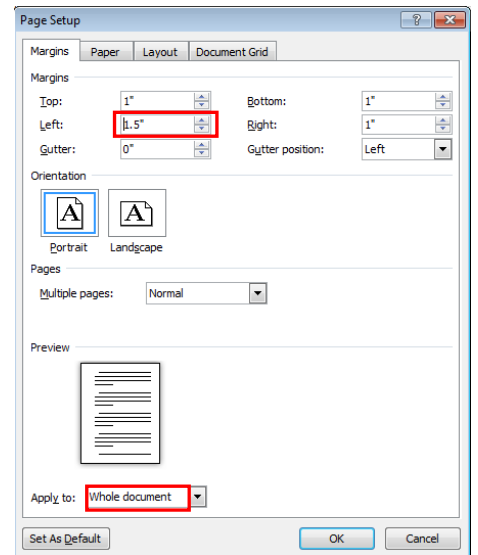 Page Setup
Margins Paper Layout Document Grid
Margins
Top: 1" Bottom: 1"
Left: 1.5" Right: 1"
Gutter: 0" Gutter position: Left
Orientation
A A
Portrait Landscape
Pages
Multiple pages: Normal
Preview
Apply to: Whole document
Set As Default OK Cancel